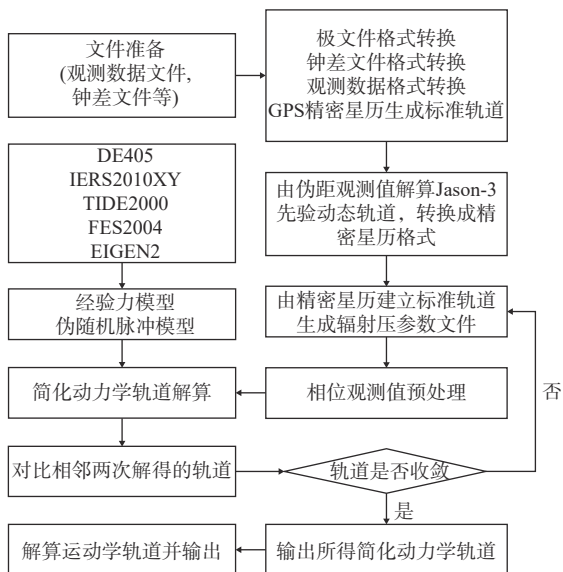 文件准备
(观测数据文件,
钟差文件等)
极文件格式转换
钟差文件格式转换
观测数据格式转换
GPS精密星历生成标准轨道
DE405
IERS2010XY
TIDE2000
FES2004
EIGEN2
由伪距观测值解算Jason-3
先验动态轨道，转换成精
密星历格式
经验力模型
伪随机脉冲模型
由精密星历建立标准轨道
生成辐射压参数文件
简化动力学轨道解算
相位观测值预处理
否
对比相邻两次解得的轨道
轨道是否收敛
是
解算运动学轨道并输出
输出所得简化动力学轨道